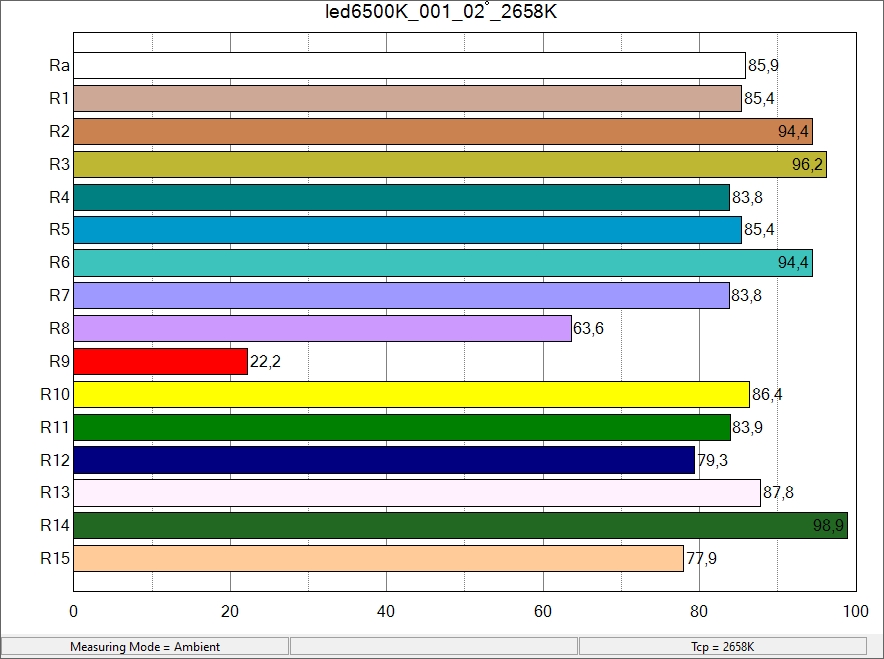 led6500K_001_02°_2658K
Ra 85,9
R1 85,4
R2 94,4
R3 96,2
R4 83,8
R5 85,4
R6 94,4
R7 83,8
R8 63,6
R9 22,2
R10 86,4
R11 83,9
R12 79,3
R13 87,8
R14 98,9
R15 77,9
0 20 40 60 80 100
Measuring Mode = Ambient Tcp = 2658K